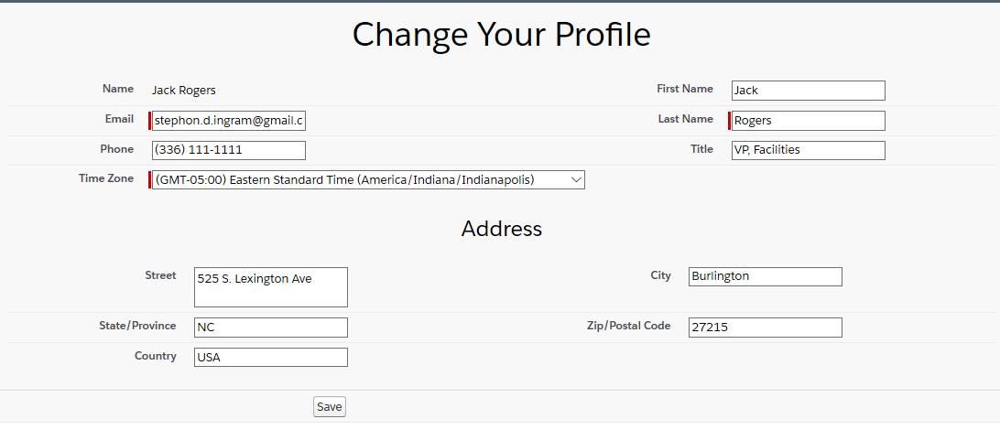 Change Your Profile
Name Jack Rogers First Name Jack
Email stephon.d.ingram@gmail.c Last Name Rogers
Phone (336) 111-1111 Title VP, Facilities
Time Zone (GMT-05:00) Eastern Standard Time (America/Indiana/Indianapolis)
Address
Street 525 S. Lexington Ave City Burlington
State/Province NC Zip/Postal Code 27215
Country USA
Save